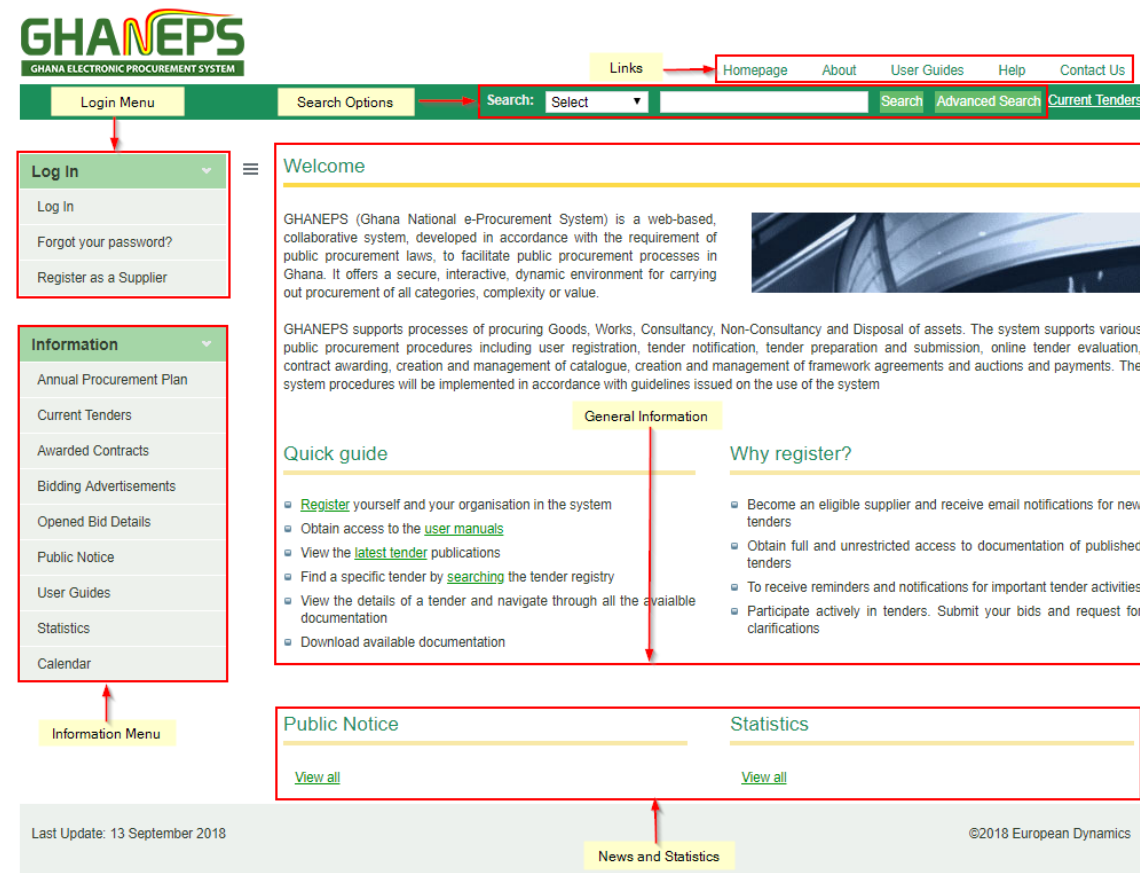 GHANEPS
GHANA ELECTRONIC PROCUREMENT SYSTEM
Links
Homepage About User Guides Help Contact Us
Login Menu
Search Options
Search: Select Search Advanced Search Current Tenders
Log In
Log In
Forgot your password?
Register as a Supplier
Information
Annual Procurement Plan
Current Tenders
Awarded Contracts
Bidding Advertisements
Opened Bid Details
Public Notice
User Guides
Statistics
Calendar
Information Menu
Welcome
GHANEPS (Ghana National e-Procurement System) is a web-based,
collaborative system, developed in accordance with the requirement of
public procurement laws, to facilitate public procurement processes in
Ghana. It offers a secure, interactive, dynamic environment for carrying
out procurement of all categories, complexity or value.
GHANEPS supports processes of procuring Goods, Works, Consultancy, Non-Consultancy and Disposal of assets. The system supports various
public procurement procedures including user registration, tender notification, tender preparation and submission, online tender evaluation,
contract awarding, creation and management of catalogue, creation and management of framework agreements and auctions and payments. The
system procedures will be implemented in accordance with guidelines issued on the use of the system
General Information
Quick guide
Register yourself and your organisation in the system
Obtain access to the user manuals
View the latest tender publications
Find a specific tender by searching the tender registry
View the details of a tender and navigate through all the avaialble
documentation
Download available documentation
Why register?
Become an eligible supplier and receive email notifications for new
tenders
Obtain full and unrestricted access to documentation of published
tenders
To receive reminders and notifications for important tender activities
Participate actively in tenders. Submit your bids and request for
clarifications
Public Notice
View all
Statistics
View all
Last Update: 13 September 2018
©2018 European Dynamics
News and Statistics